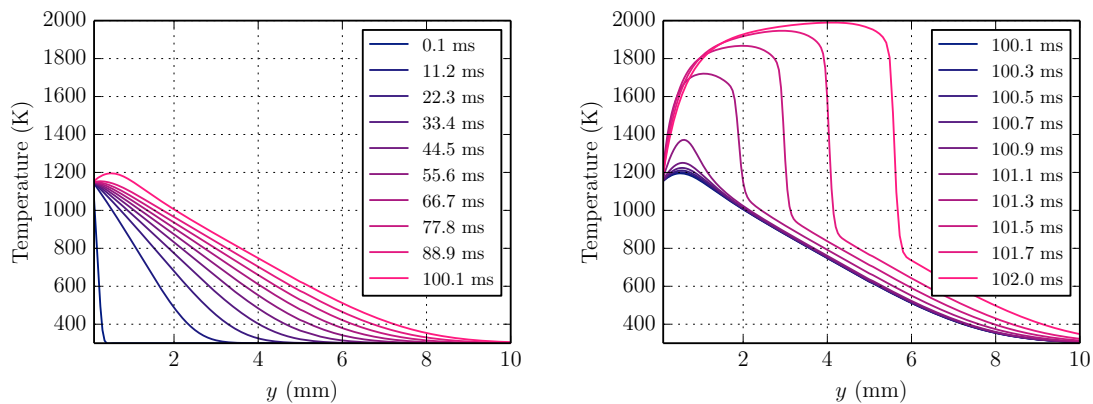 Temperature (K)
2000
1800
1600
1400
1200
1000
800
600
400
2
4
6
8
10
y (mm)
0.1 ms
11.2 ms
22.3 ms
33.4 ms
44.5 ms
55.6 ms
66.7 ms
77.8 ms
88.9 ms
100.1 ms
Temperature (K)
2000
1800
1600
1400
1200
1000
800
600
400
2
4
6
8
10
y (mm)
100.1 ms
100.3 ms
100.5 ms
100.7 ms
100.9 ms
101.1 ms
101.3 ms
101.5 ms
101.7 ms
102.0 ms